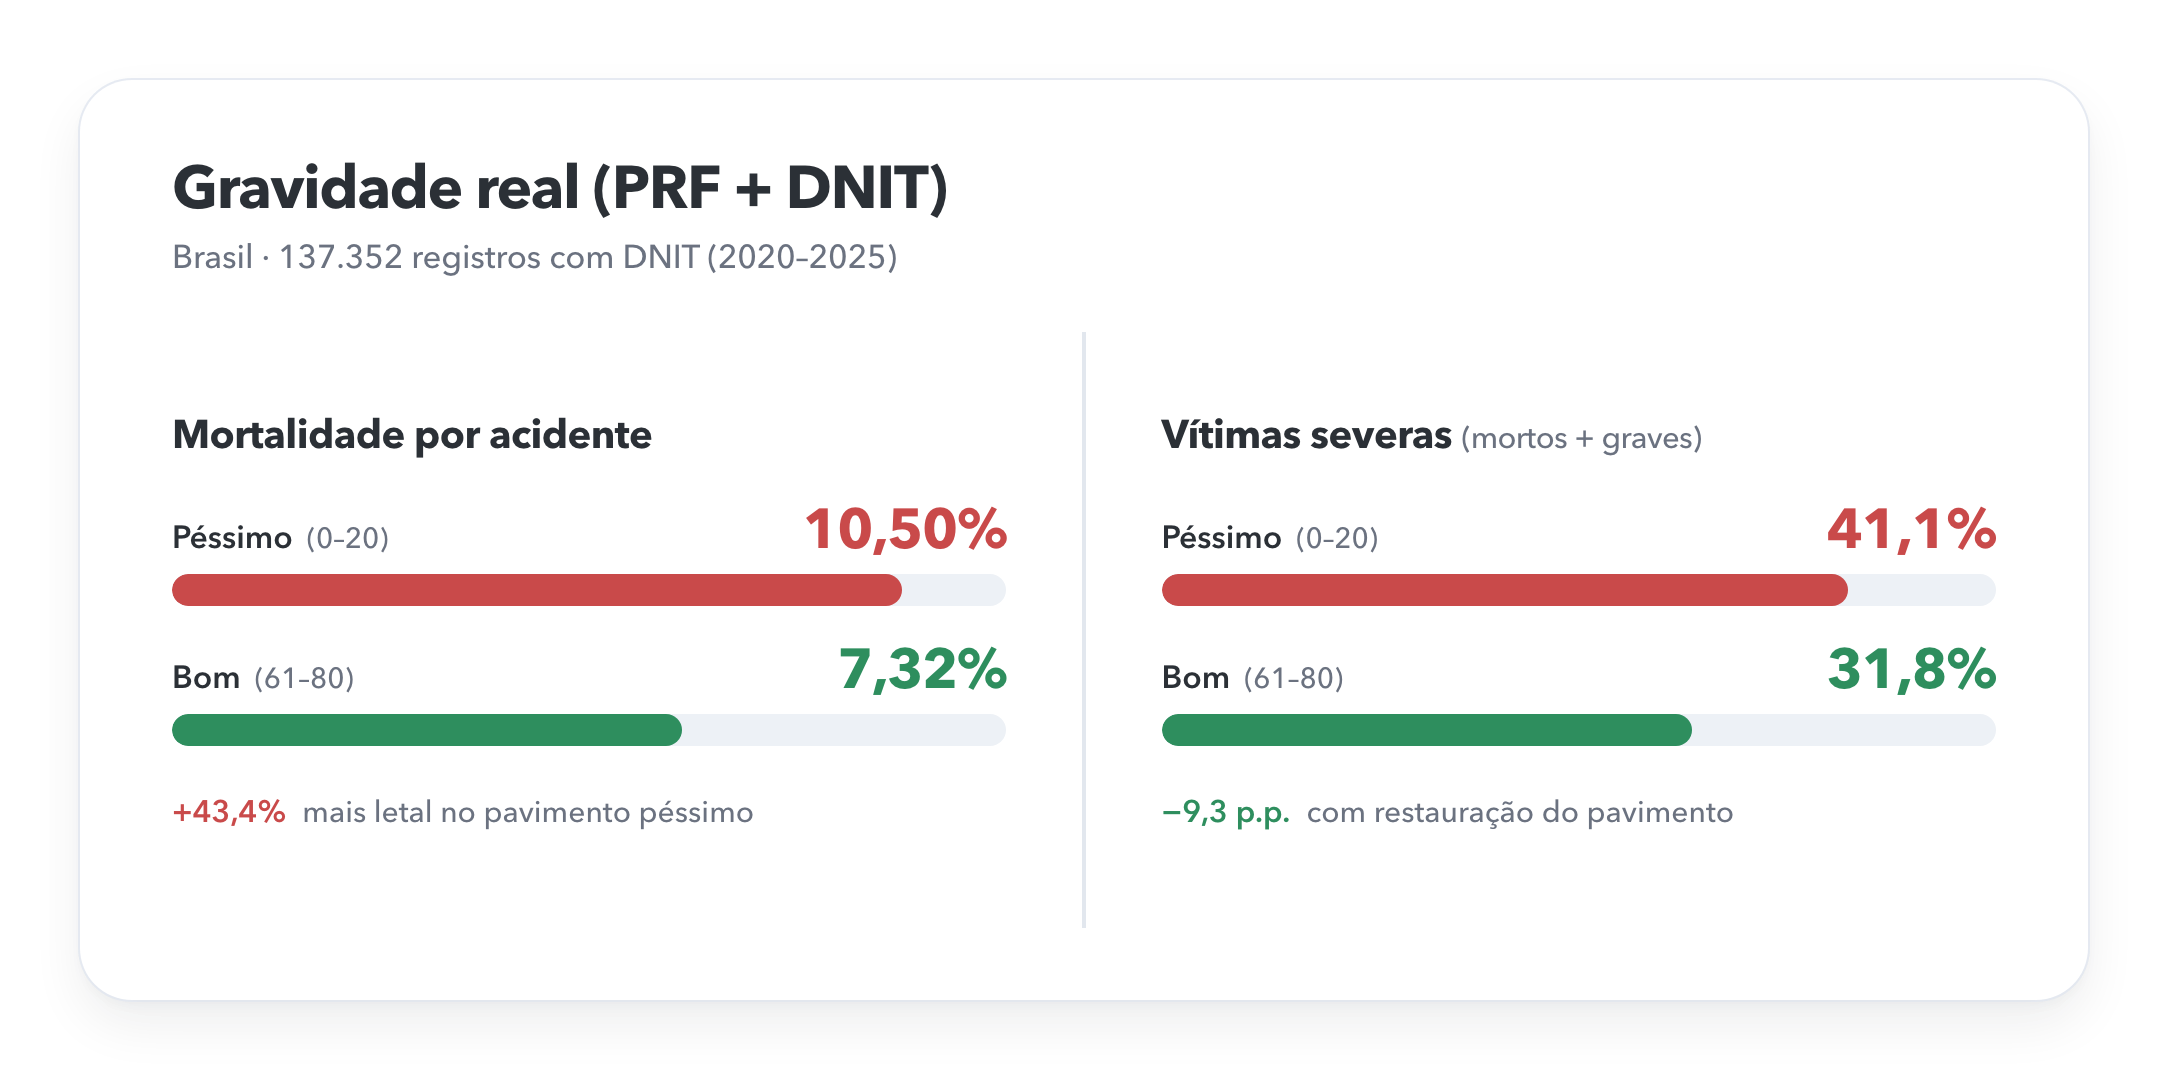 Gravidade real (PRF + DNIT)
Brasil · 137.352 registros com DNIT (2020–2025)
Mortalidade por acidente
Péssimo (0–20) 10,50%
Bom (61–80) 7,32%
+43,4% mais letal no pavimento péssimo
Vítimas severas (mortos + graves)
Péssimo (0–20) 41,1%
Bom (61–80) 31,8%
−9,3 p.p. com restauração do pavimento